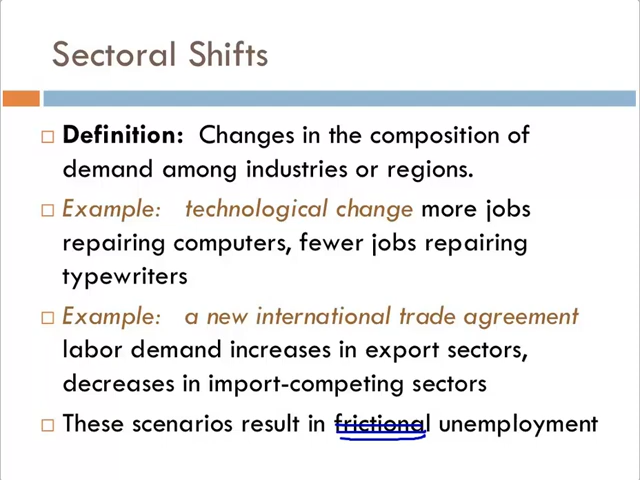 Sectoral Shifts
Definition: Changes in the composition of
demand among industries or regions.
Example: technological change more jobs
repairing computers, fewer jobs repairing
typewriters
Example: a new international trade agreement
labor demand increases in export sectors,
decreases in import-competing sectors
These scenarios result in frictional unemployment